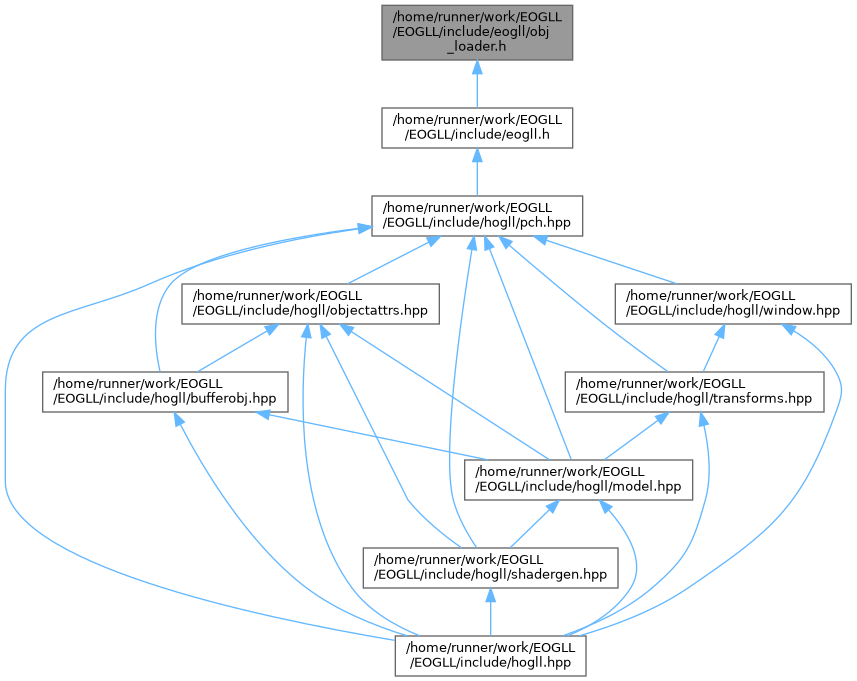 /home/runner/work/EOGLL
/EOGLL/include/eogll/obj
_loader.h
/home/runner/work/EOGLL
/EOGLL/include/eogll.h
/home/runner/work/EOGLL
/EOGLL/include/hogll/pch.hpp
/home/runner/work/EOGLL
/EOGLL/include/hogll/objectattrs.hpp
/home/runner/work/EOGLL
/EOGLL/include/hogll/window.hpp
/home/runner/work/EOGLL
/EOGLL/include/hogll/bufferobj.hpp
/home/runner/work/EOGLL
/EOGLL/include/hogll/transforms.hpp
/home/runner/work/EOGLL
/EOGLL/include/hogll/model.hpp
/home/runner/work/EOGLL
/EOGLL/include/hogll/shadergen.hpp
/home/runner/work/EOGLL
/EOGLL/include/hogll.hpp